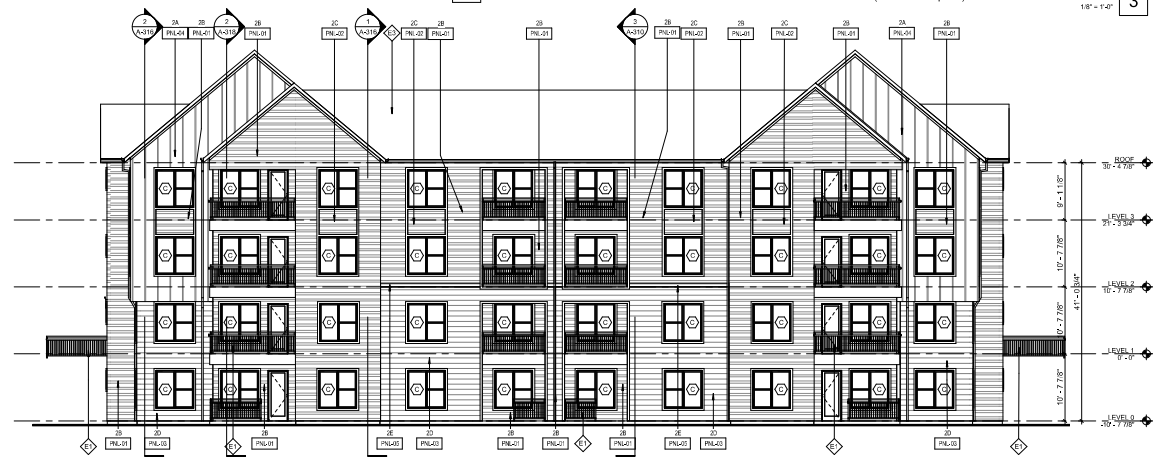 1/8" = 1'-0"
3
2
A-316
2A
PNL-04
2B
PNL-01
2
A-318
2B
PNL-01
2C
PNL-02
1
A-316
E3
2C
PNL-02
2B
PNL-01
2B
PNL-01
3
A-310
2B
PNL-01
2C
PNL-02
2B
PNL-01
2C
PNL-02
2B
PNL-01
2A
PNL-04
2B
PNL-01
ROOF
30' - 4 7/8"
9' - 1 1/8"
C C C C C C C C C C
LEVEL 3
21' - 3 3/4"
10' - 7 7/8"
C C C C C C C C C C
LEVEL 2
10' - 7 7/8"
41' - 0 3/4"
C C C C C C C C C C
LEVEL 1
0' - 0"
10' - 7 7/8"
C C C C C C C C C C
LEVEL 0
-10' - 7 7/8"
E1
2B
PNL-01
2D
PNL-03
E1
2B
PNL-01
2E
PNL-05
2D
PNL-03
2B
PNL-01
2B
PNL-01
E1
2B
PNL-01
2E
PNL-05
2D
PNL-03
E1
2D
PNL-03
E1